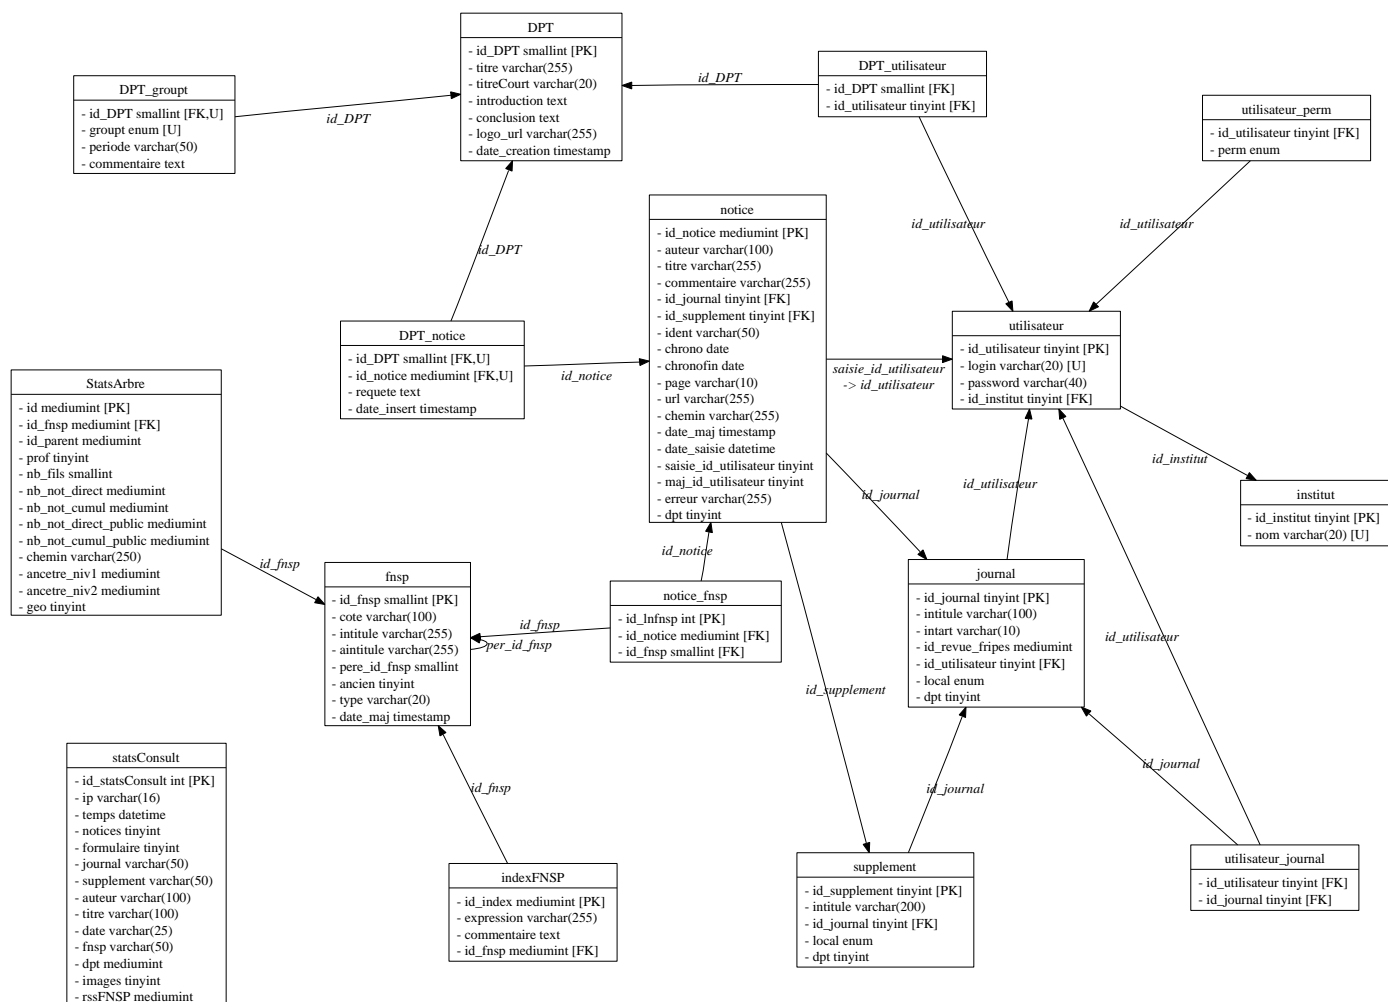 DPT
- id_DPT smallint [PK]
- titre varchar(255)
- titreCourt varchar(20)
- introduction text
- conclusion text
- logo_url varchar(255)
- date_creation timestamp
DPT_groupt
- id_DPT smallint [FK,U]
- groupt enum [U]
- periode varchar(50)
- commentaire text
id_DPT
id_DPT
DPT_utilisateur
- id_DPT smallint [FK]
- id_utilisateur tinyint [FK]
utilisateur_perm
- id_utilisateur tinyint [FK]
- perm enum
id_DPT
id_utilisateur
id_utilisateur
notice
- id_notice mediumint [PK]
- auteur varchar(100)
- titre varchar(255)
- commentaire varchar(255)
- id_journal tinyint [FK]
- id_supplement tinyint [FK]
- ident varchar(50)
- chrono date
- chronofin date
- page varchar(10)
- url varchar(255)
- chemin varchar(255)
- date_maj timestamp
- date_saisie datetime
- saisie_id_utilisateur tinyint
- maj_id_utilisateur tinyint
- erreur varchar(255)
- dpt tinyint
DPT_notice
- id_DPT smallint [FK,U]
- id_notice mediumint [FK,U]
- requete text
- date_insert timestamp
id_notice
saisie_id_utilisateur
-> id_utilisateur
utilisateur
- id_utilisateur tinyint [PK]
- login varchar(20) [U]
- password varchar(40)
- id_institut tinyint [FK]
StatsArbre
- id mediumint [PK]
- id_fnsp mediumint [FK]
- id_parent mediumint
- prof tinyint
- nb_fils smallint
- nb_not_direct mediumint
- nb_not_cumul mediumint
- nb_not_direct_public mediumint
- nb_not_cumul_public mediumint
- chemin varchar(250)
- ancetre_niv1 mediumint
- ancetre_niv2 mediumint
- geo tinyint
id_fnsp
id_institut
id_utilisateur
id_journal
institut
- id_institut tinyint [PK]
- nom varchar(20) [U]
id_notice
fnsp
- id_fnsp smallint [PK]
- cote varchar(100)
- intitule varchar(255)
- aintitule varchar(255)
- pere_id_fnsp smallint
- ancien tinyint
- type varchar(20)
- date_maj timestamp
per_id_fnsp
id_fnsp
notice_fnsp
- id_lnfnsp int [PK]
- id_notice mediumint [FK]
- id_fnsp smallint [FK]
journal
- id_journal tinyint [PK]
- intitule varchar(100)
- intart varchar(10)
- id_revue_fripes mediumint
- id_utilisateur tinyint [FK]
- local enum
- dpt tinyint
id_utilisateur
id_supplement
id_journal
id_journal
statsConsult
- id_statsConsult int [PK]
- ip varchar(16)
- temps datetime
- notices tinyint
- formulaire tinyint
- journal varchar(50)
- supplement varchar(50)
- auteur varchar(100)
- titre varchar(100)
- date varchar(25)
- fnsp varchar(50)
- dpt mediumint
- images tinyint
- rssFNSP mediumint
id_fnsp
indexFNSP
- id_index mediumint [PK]
- expression varchar(255)
- commentaire text
- id_fnsp mediumint [FK]
supplement
- id_supplement tinyint [PK]
- intitule varchar(200)
- id_journal tinyint [FK]
- local enum
- dpt tinyint
utilisateur_journal
- id_utilisateur tinyint [FK]
- id_journal tinyint [FK]